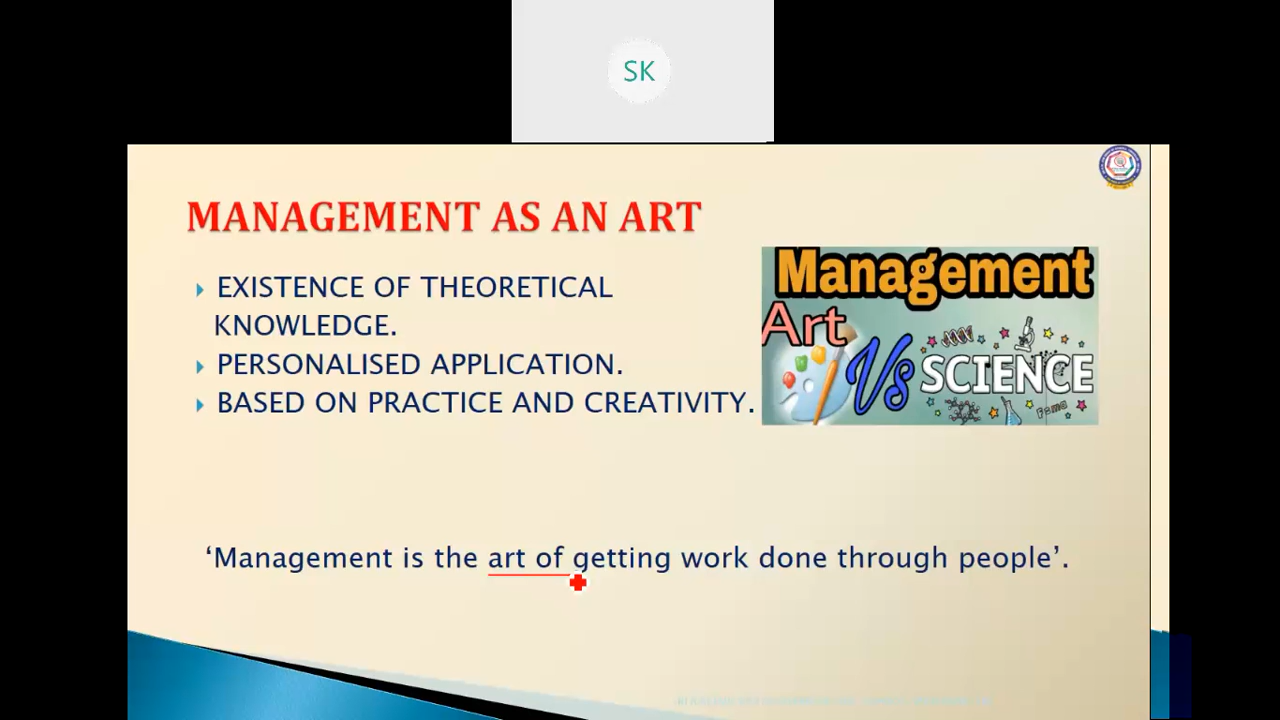 SK
MANAGEMENT AS AN ART
EXISTENCE OF THEORETICAL
KNOWLEDGE.
PERSONALISED APPLICATION.
BASED ON PRACTICE AND CREATIVITY.
Management
Art
Vs SCIENCE
‘Management is the art of getting work done through people’.